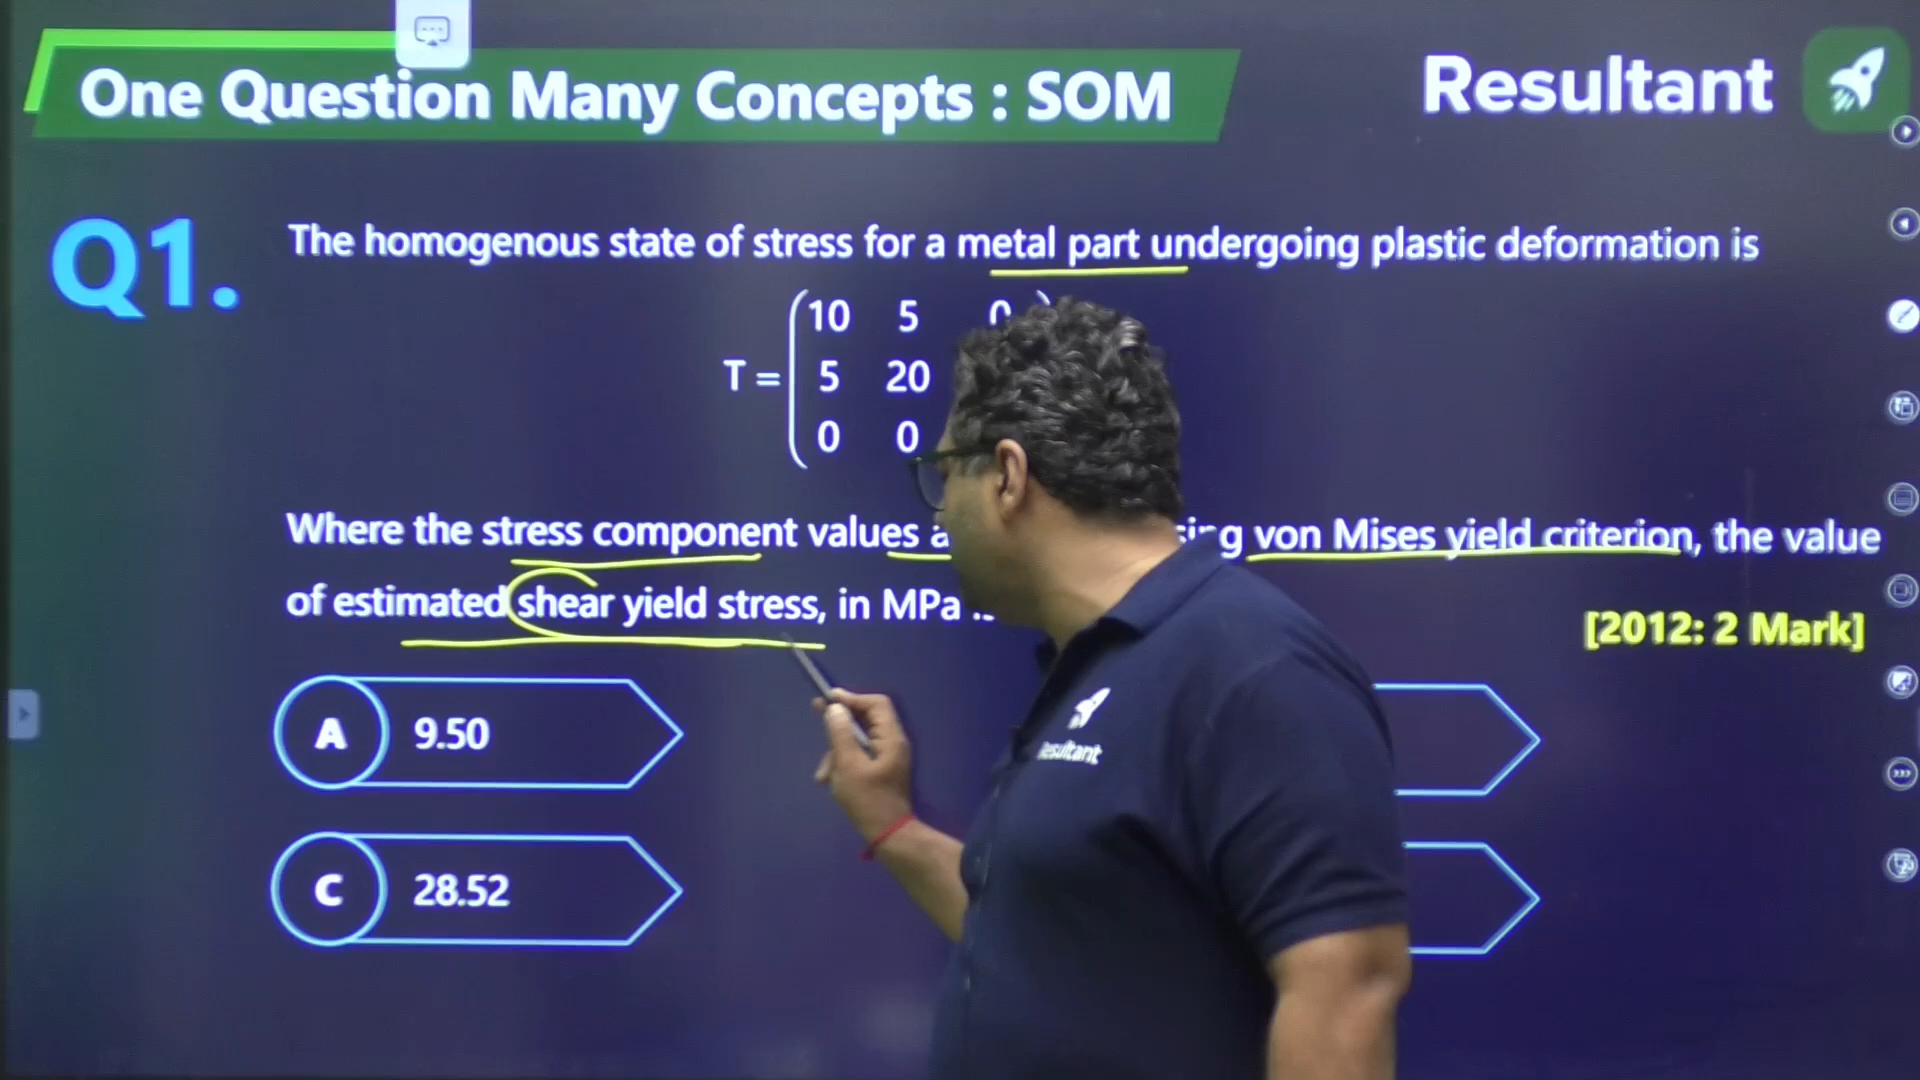 One Question Many Concepts : SOM
Resultant
Q1.
The homogenous state of stress for a metal part undergoing plastic deformation is
10 5 0
T = 5 20
0 0
Where the stress component values von Mises yield criterion, the value
of estimated shear yield stress, in MPa
[2012: 2 Mark]
A 9.50
Resultant
C 28.52